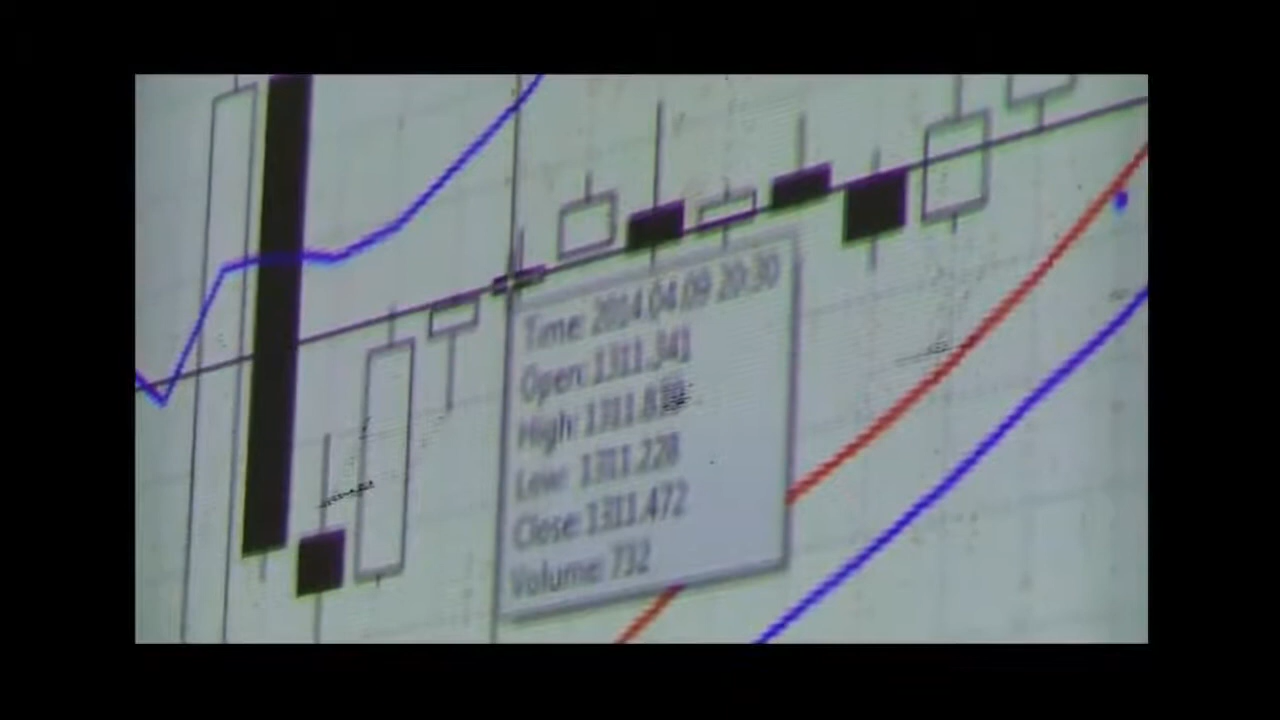 Time: 2014.04.09 20:30
Open: 1311.341
High:
Low: 1311.228
Close: 1311.472
Volume: 732